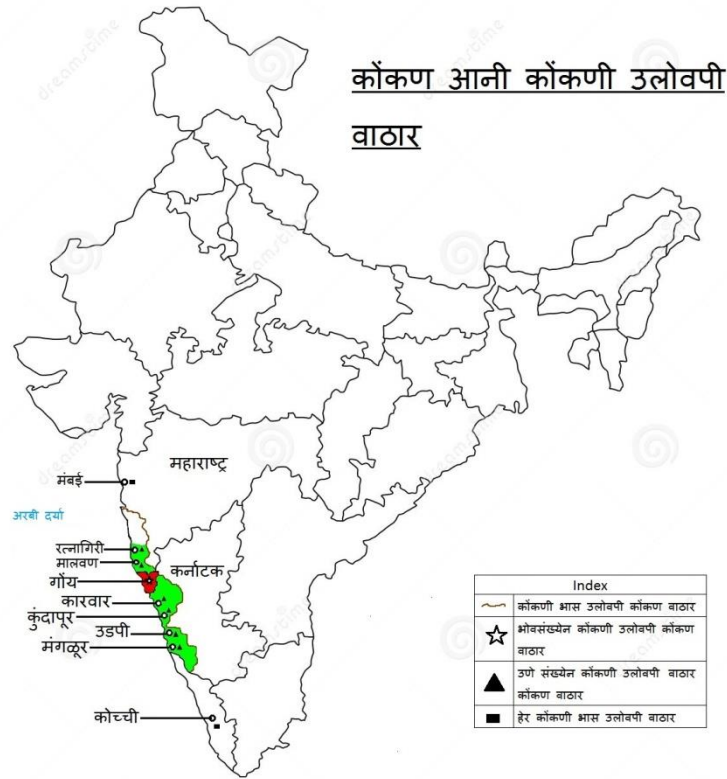 कोंकण आनी कोंकणी उलोवपी
वाठार
महाराष्ट्र
मंबई
अरबी दर्या
रत्नागिरी
मालवण
कर्नाटक
गोंय
कारवार
कुंदापूर
उडपी
मंगळूर
कोच्ची
Index
कोंकणी भास उलोवपी कोंकण वाठार
भोवसंख्येन कोंकणी उलोवपी कोंकण
वाठार
उणे संख्येन कोंकणी उलोवपी वाठार
कोंकण वाठार
हेर कोंकणी भास उलोवपी वाठार
dreamstime